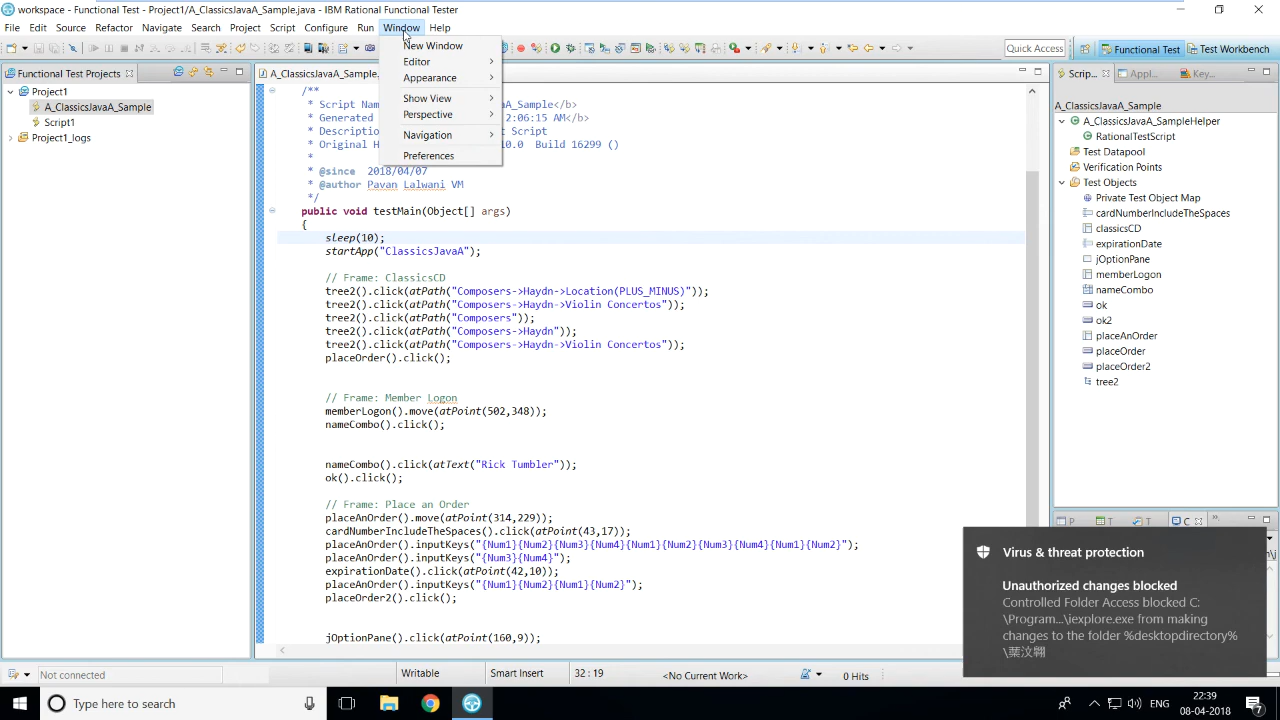 workspace - Functional Test - Project1/A_ClassicsJavaA_Sample.java - IBM Rational Functional Tester
File Edit Source Refactor Navigate Search Project Script Configure Run Window Help
Quick Access Functional Test Test Workbench
New Window
Editor
Appearance
Show View
Perspective
Navigation
Preferences
Functional Test Projects
Project1
A_ClassicsJavaA_Sample
Script1
Project1_logs
A_ClassicsJavaA_Sample.
/**
* Script Nam A_Sample</b>
* Generated 2:06:15 AM</b>
* Descriptio t Script
* Original H 10.0 Build 16299 ()
*
* @since 2018/04/07
* @author Pavan Lalwani VM
*/
public void testMain(Object[] args)
{
sleep(10);
startApp("ClassicsJavaA");
// Frame: ClassicsCD
tree2().click(atPath("Composers->Haydn->Location(PLUS_MINUS)"));
tree2().click(atPath("Composers->Haydn->Violin Concertos"));
tree2().click(atPath("Composers"));
tree2().click(atPath("Composers->Haydn"));
tree2().click(atPath("Composers->Haydn->Violin Concertos"));
placeOrder().click();
// Frame: Member Logon
memberLogon().move(atPoint(502,348));
nameCombo().click();
nameCombo().click(atText("Rick Tumbler"));
ok().click();
// Frame: Place an Order
placeAnOrder().move(atPoint(314,229));
cardNumberIncludeTheSpaces().click(atPoint(43,17));
placeAnOrder().inputKeys("{Num1}{Num2}{Num3}{Num4}{Num1}{Num2}{Num3}{Num4}{Num1}{Num2}");
placeAnOrder().inputKeys("{Num3}{Num4}");
expirationDate().click(atPoint(42,10));
placeAnOrder().inputKeys("{Num1}{Num2}{Num1}{Num2}");
placeOrder2().click();
jOptionPane().click(atPoint(160,9));
Scrip... Appl... Key...
A_ClassicsJavaA_Sample
A_ClassicsJavaA_SampleHelper
RationalTestScript
Test Datapool
Verification Points
Test Objects
Private Test Object Map
cardNumberIncludeTheSpaces
classicsCD
expirationDate
jOptionPane
memberLogon
nameCombo
ok
ok2
placeAnOrder
placeOrder
placeOrder2
tree2
P T T C
Virus & threat protection
Unauthorized changes blocked
Controlled Folder Access blocked C:
\Program...\iexplore.exe from making
changes to the folder %desktopdirectory%
Not connected Writable Smart Insert 32 : 19 <No Current Work> 0 Hits
Type here to search
ENG
22:39
08-04-2018
7